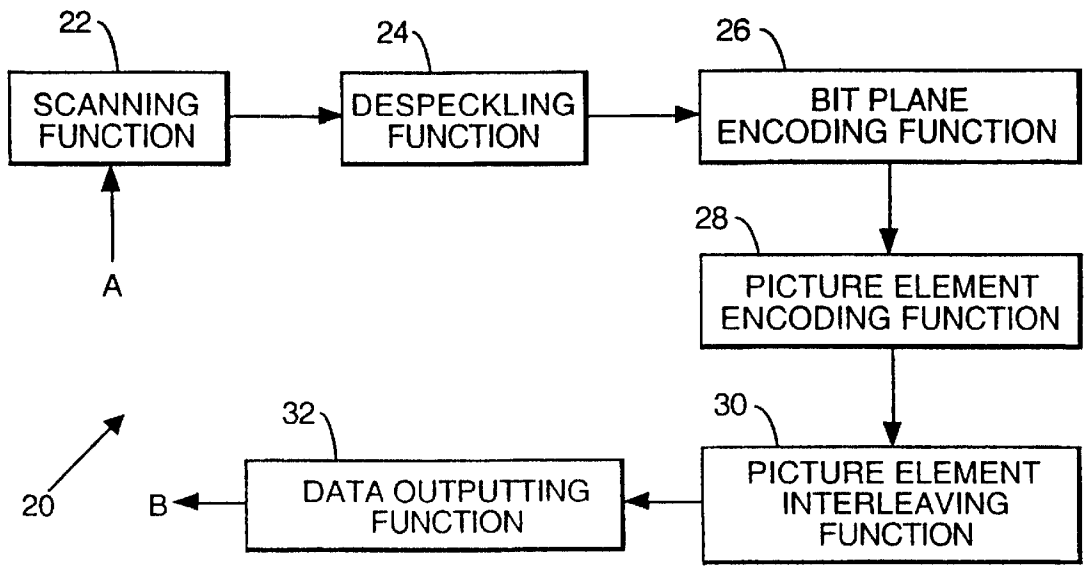 22
SCANNING
FUNCTION
24
DESPECKLING
FUNCTION
26
BIT PLANE
ENCODING FUNCTION
A
28
PICTURE ELEMENT
ENCODING FUNCTION
30
PICTURE ELEMENT
INTERLEAVING
FUNCTION
32
DATA OUTPUTTING
FUNCTION
B
20